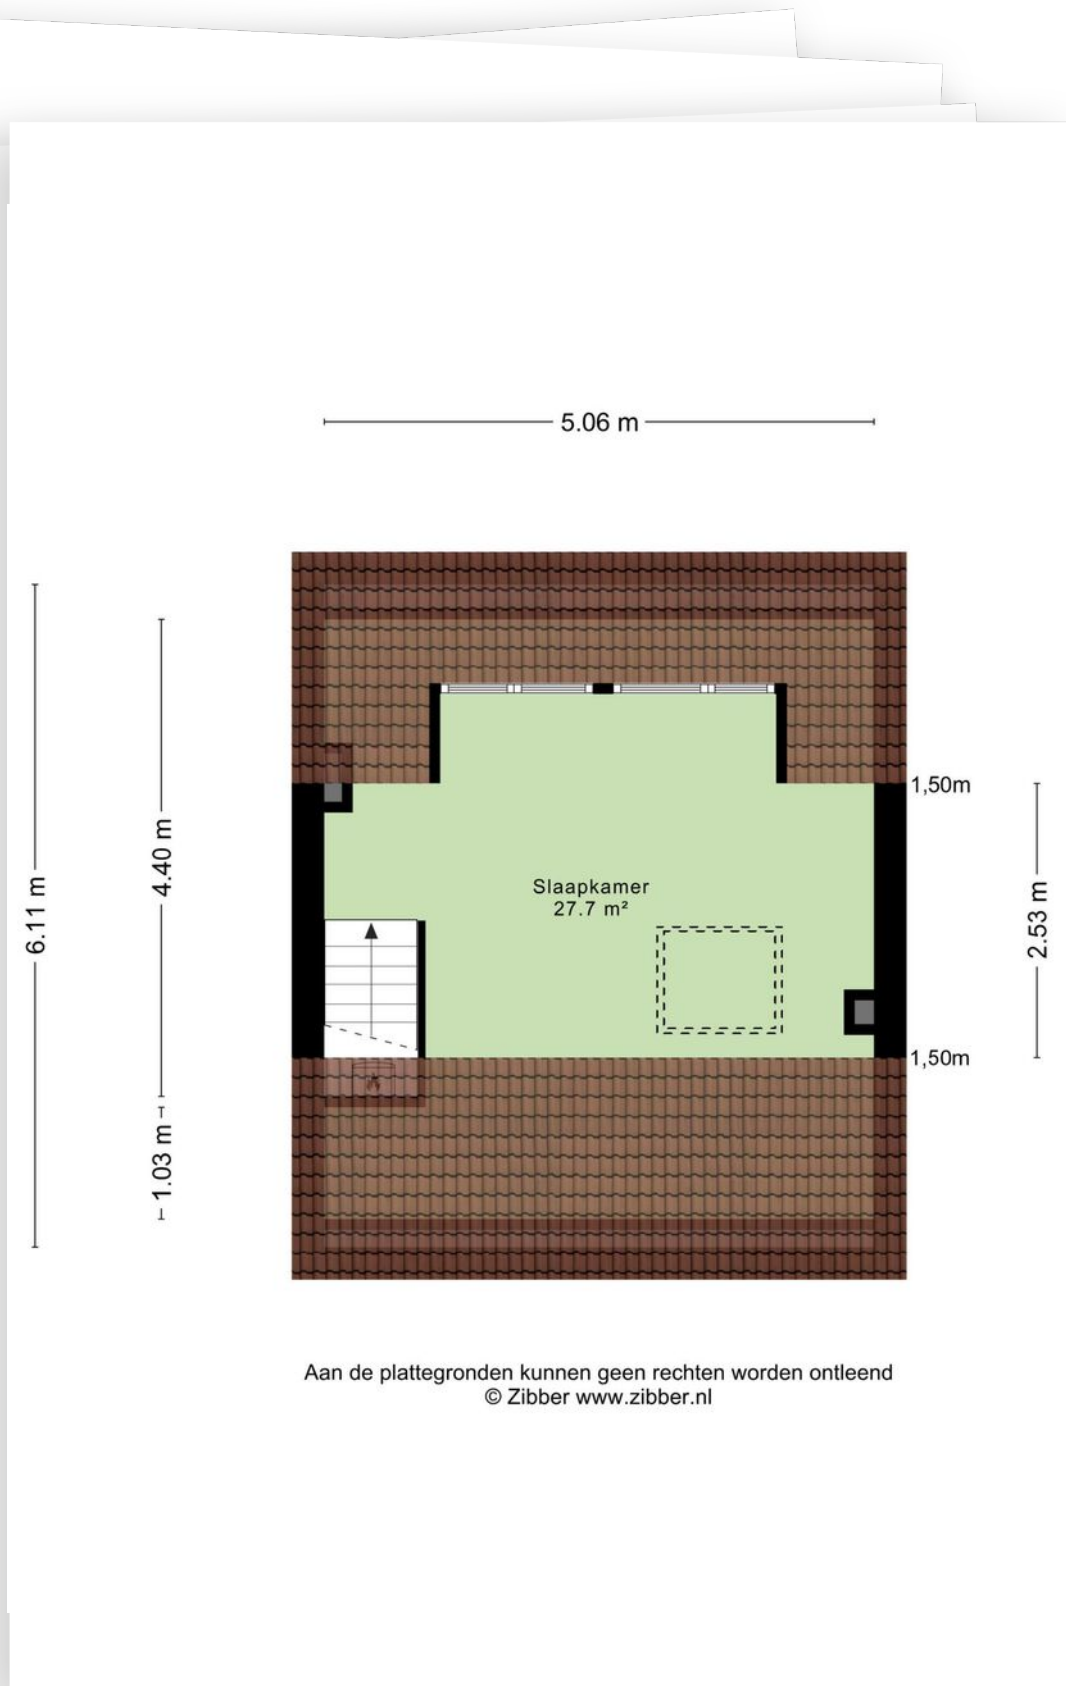 5.06 m
6.11 m
4.40 m
1.03 m
1,50m
2.53 m
Slaapkamer
27.7 m²
1,50m
Aan de plattegronden kunnen geen rechten worden ontleend
© Zibber www.zibber.nl